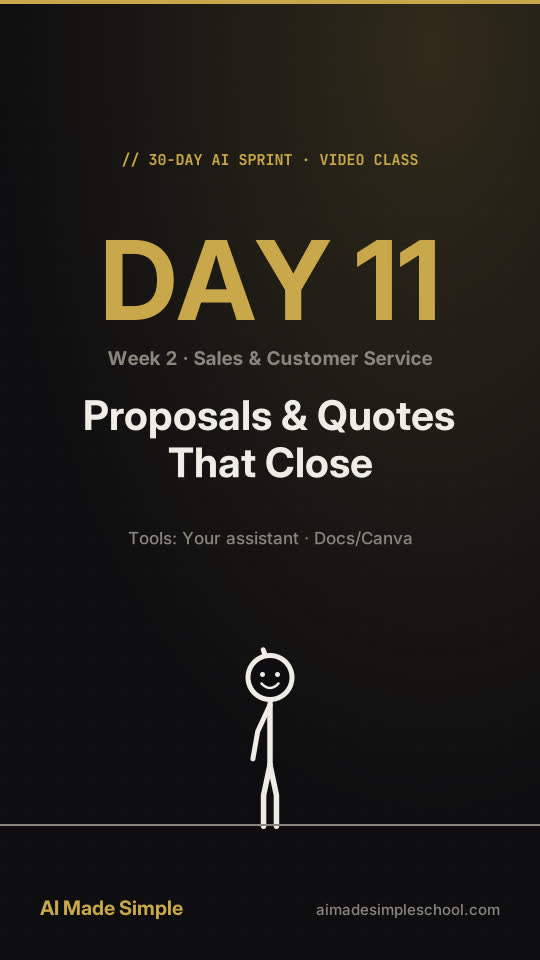 // 30-DAY AI SPRINT · VIDEO CLASS
DAY 11
Week 2 · Sales & Customer Service
Proposals & Quotes
That Close
Tools: Your assistant · Docs/Canva
AI Made Simple
aimadesimpleschool.com